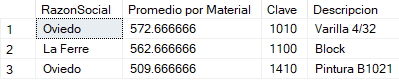 RazonSocial Promedio por Material Clave Descripcion
1 Oviedo 572.666666 1010 Varilla 4/32
2 La Ferre 562.666666 1100 Block
3 Oviedo 509.666666 1410 Pintura B1021